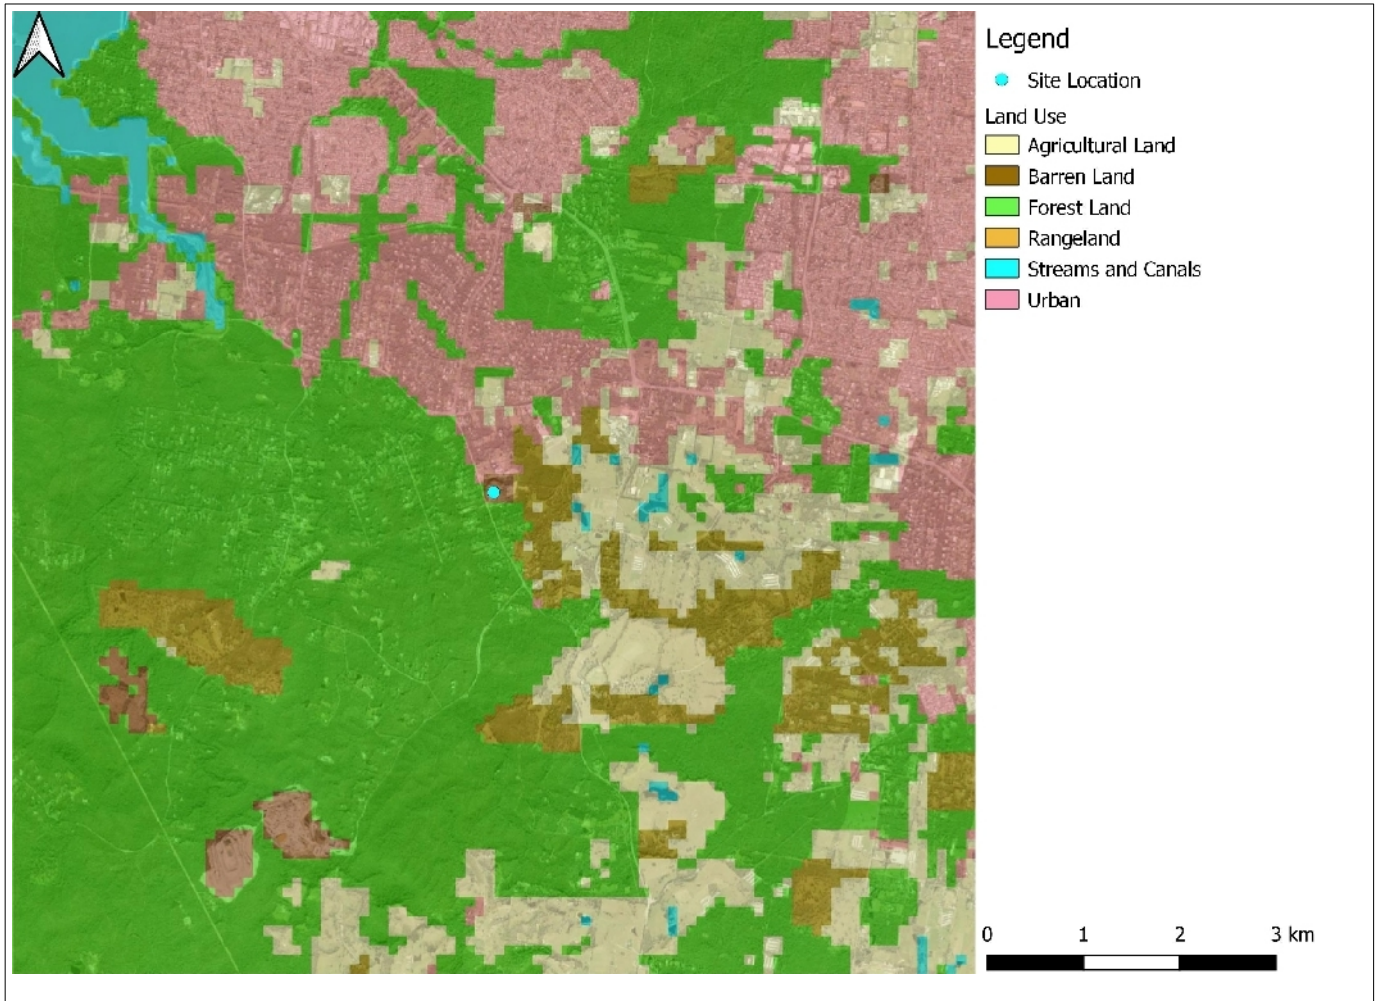 Legend
Site Location
Land Use
Agricultural Land
Barren Land
Forest Land
Rangeland
Streams and Canals
Urban
0 1 2 3 km